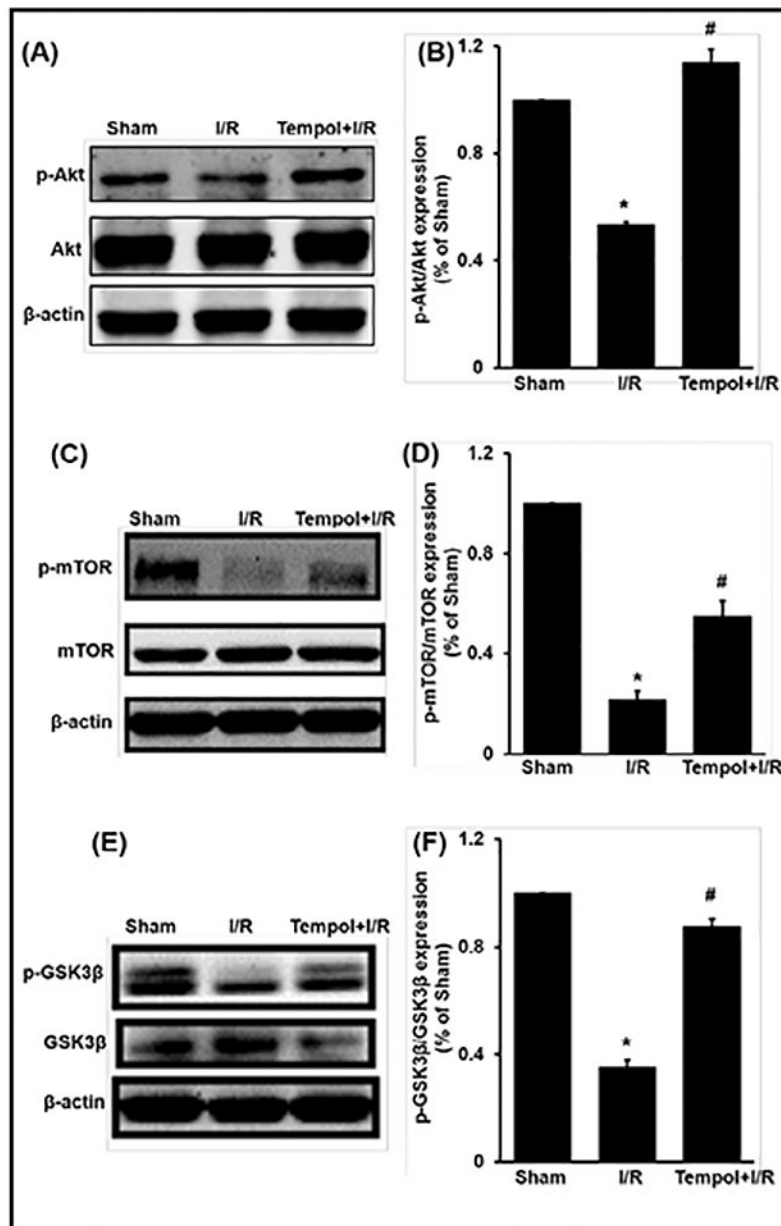 (A)
Sham I/R Tempol+I/R
p-Akt
Akt
β-actin
(B)
p-Akt/Akt expression
(% of Sham)
1.2
0.8
0.4
0
*
#
Sham I/R Tempol+I/R
(C)
Sham I/R Tempol+I/R
p-mTOR
mTOR
β-actin
(D)
p-mTOR/mTOR expression
(% of Sham)
1.2
0.8
0.4
0
*
#
Sham I/R Tempol+I/R
(E)
Sham I/R Tempol+I/R
p-GSK3β
GSK3β
β-actin
(F)
p-GSK3β/GSK3β expression
(% of Sham)
1.2
0.8
0.4
0
*
#
Sham I/R Tempol+I/R